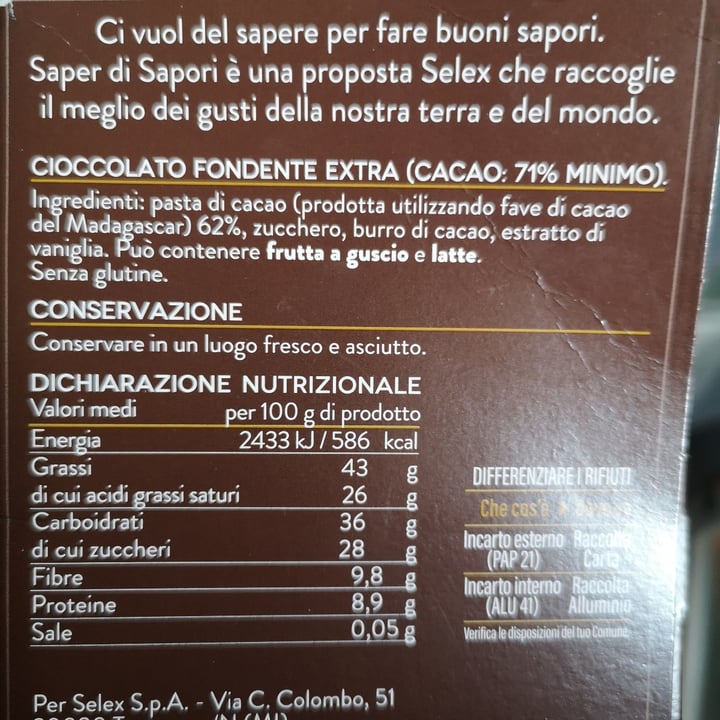 Ci vuol del sapere per fare buoni sapori.
Saper di Sapori è una proposta Selex che raccoglie
il meglio dei gusti della nostra terra e del mondo.
CIOCCOLATO FONDENTE EXTRA (CACAO: 71% MINIMO).
Ingredienti: pasta di cacao (prodotta utilizzando fave di cacao
del Madagascar) 62%, zucchero, burro di cacao, estratto di
vaniglia. Può contenere frutta a guscio e latte.
Senza glutine.
CONSERVAZIONE
Conservare in un luogo fresco e asciutto.
DICHIARAZIONE NUTRIZIONALE
Valori medi per 100 g di prodotto
Energia 2433 kJ / 586 kcal
Grassi 43 g
di cui acidi grassi saturi 26 g
Carboidrati 36 g
di cui zuccheri 28 g
Fibre 9,8 g
Proteine 8,9 g
Sale 0,05 g
DIFFERENZIARE I RIFIUTI
Che cos'è
Incarto esterno Raccolta
(PAP 21) Carta
Incarto interno Raccolta
(ALU 41) Alluminio
Verifica le disposizioni del tuo Comune
Per Selex S.p.A. - Via C. Colombo, 51